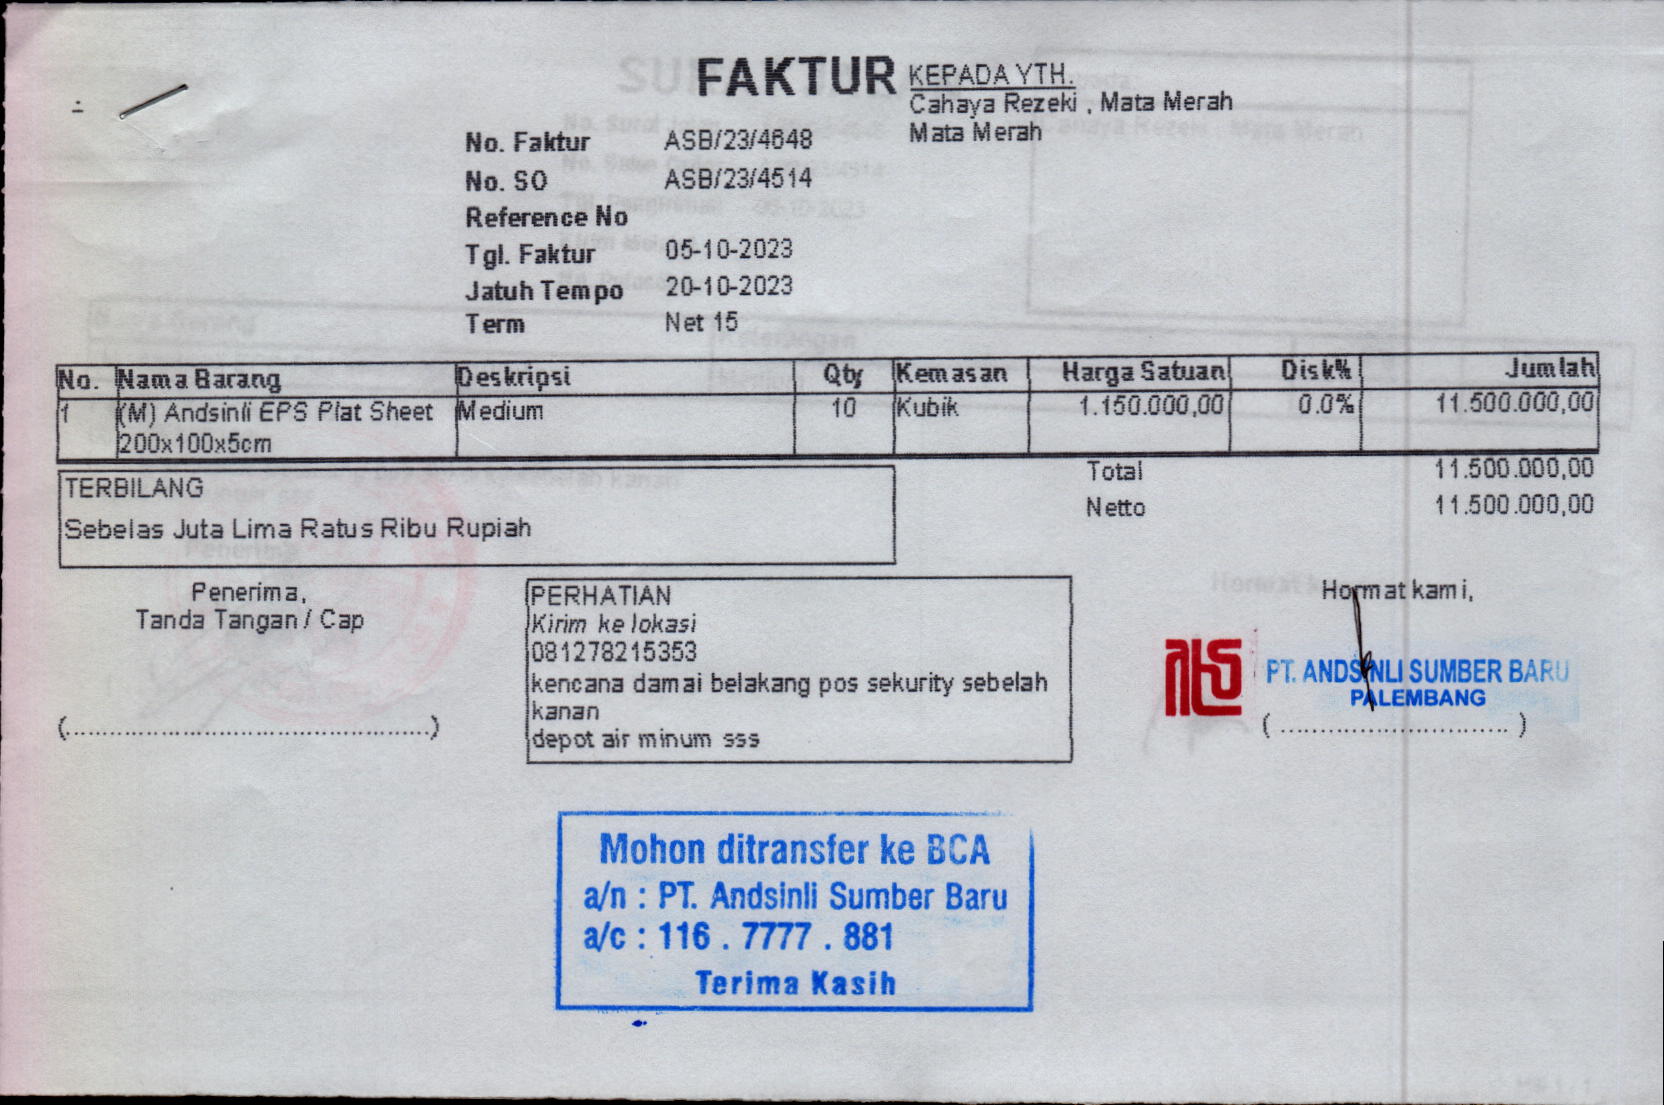 FAKTUR
KEPADA YTH.
Cahaya Rezeki , Mata Merah
Mata Merah
No. Faktur ASB/23/4648
No. SO ASB/23/4514
Reference No
Tgl. Faktur 05-10-2023
Jatuh Tempo 20-10-2023
Term Net 15
No. Nama Barang Deskripsi Qty Kemasan Harga Satuan Disk% Jumlah
1 (M) Andsinli EPS Plat Sheet Medium 10 Kubik 1.150.000,00 0.0% 11.500.000,00
200x100x5cm
Total 11.500.000,00
Netto 11.500.000,00
TERBILANG
Sebelas Juta Lima Ratus Ribu Rupiah
Penerima,
Tanda Tangan / Cap
(................................................)
PERHATIAN
Kirim ke lokasi
081278215353
kencana damai belakang pos sekurity sebelah
kanan
depot air minum sss
Hormat kami,
PT. ANDSINLI SUMBER BARU
PALEMBANG
(..............................)
Mohon ditransfer ke BCA
a/n : PT. Andsinli Sumber Baru
a/c : 116 . 7777 . 881
Terima Kasih